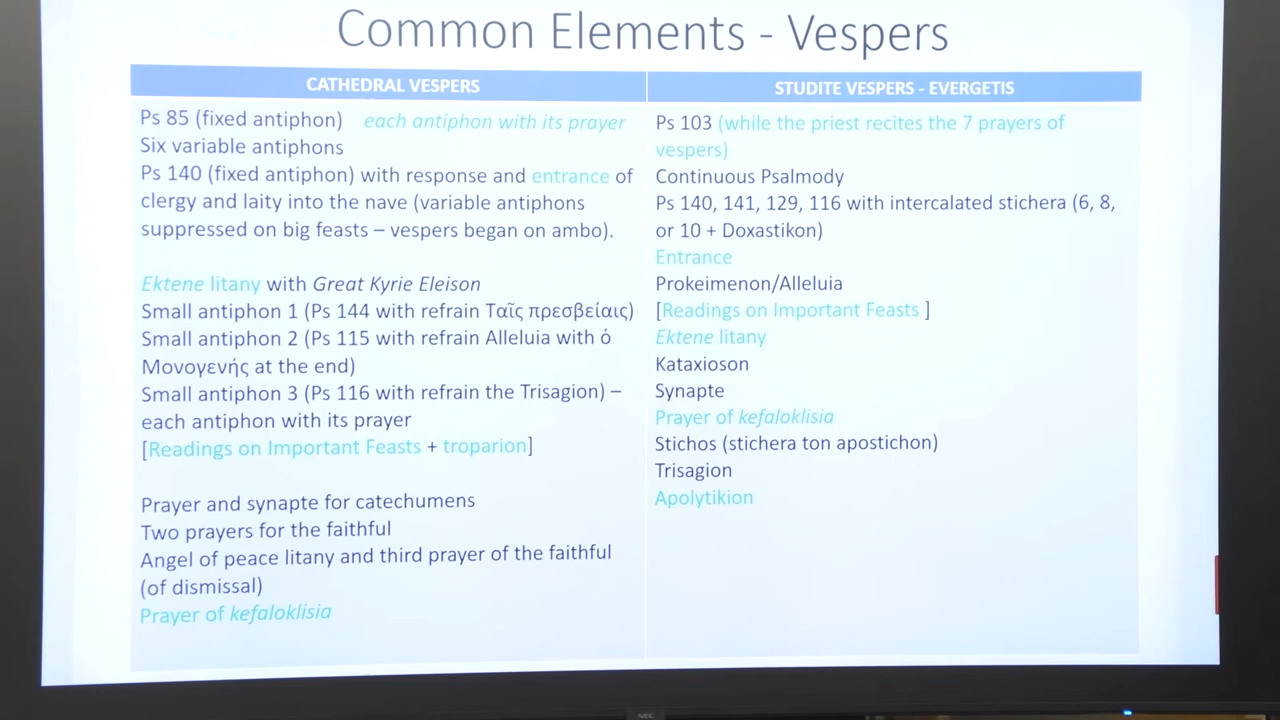 Common Elements - Vespers
CATHEDRAL VESPERS
Ps 85 (fixed antiphon) each antiphon with its prayer
Six variable antiphons
Ps 140 (fixed antiphon) with response and entrance of
clergy and laity into the nave (variable antiphons
suppressed on big feasts – vespers began on ambo).
Ektene litany with Great Kyrie Eleison
Small antiphon 1 (Ps 144 with refrain Ταῖς πρεσβείαις)
Small antiphon 2 (Ps 115 with refrain Alleluia with ὁ
Μονογενής at the end)
Small antiphon 3 (Ps 116 with refrain the Trisagion) –
each antiphon with its prayer
[Readings on Important Feasts + troparion]
Prayer and synapte for catechumens
Two prayers for the faithful
Angel of peace litany and third prayer of the faithful
(of dismissal)
Prayer of kefaloklisia
STUDITE VESPERS - EVERGETIS
Ps 103 (while the priest recites the 7 prayers of
vespers)
Continuous Psalmody
Ps 140, 141, 129, 116 with intercalated stichera (6, 8,
or 10 + Doxastikon)
Entrance
Prokeimenon/Alleluia
[Readings on Important Feasts ]
Ektene litany
Kataxioson
Synapte
Prayer of kefaloklisia
Stichos (stichera ton apostichon)
Trisagion
Apolytikion
NEC